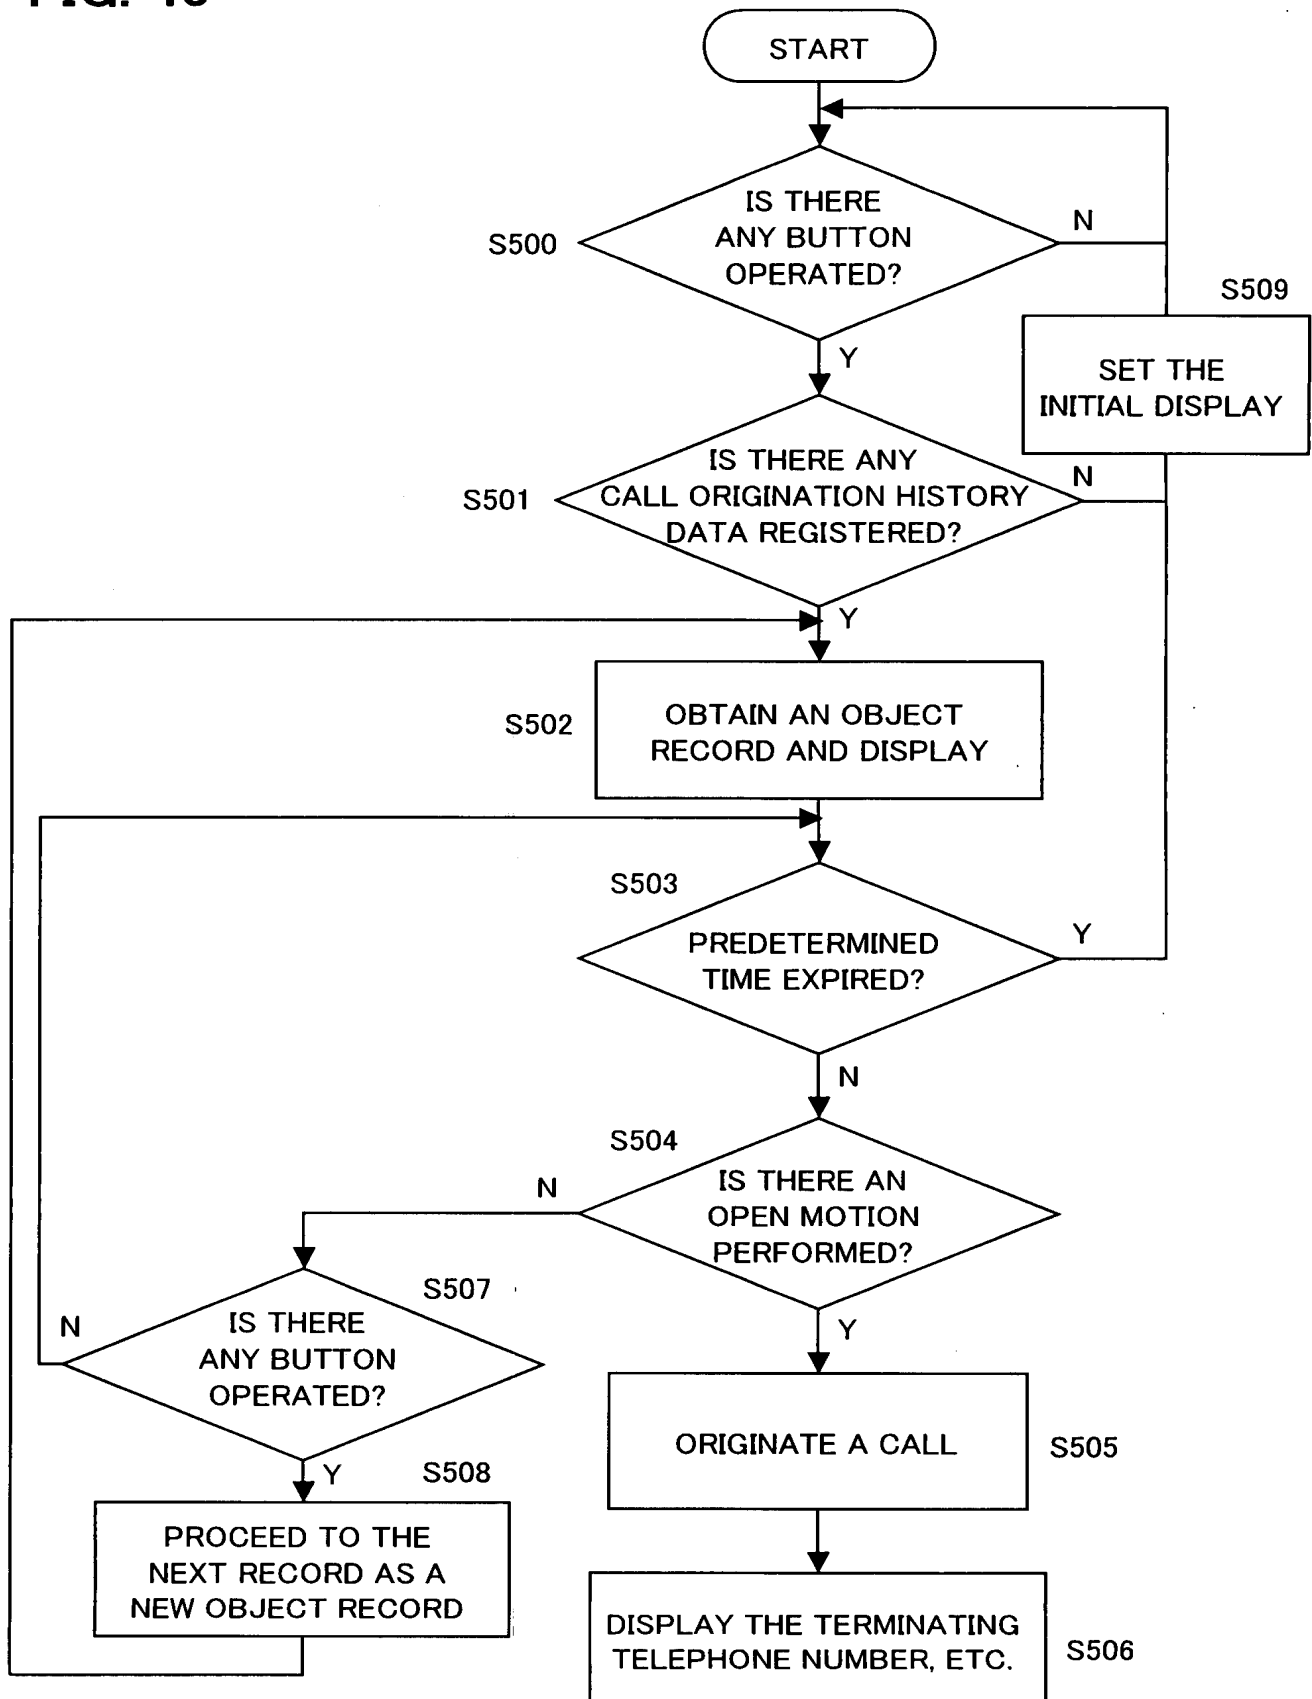 START
IS THERE
ANY BUTTON
OPERATED?
S500
N
Y
S509
SET THE
INITIAL DISPLAY
IS THERE ANY
CALL ORIGINATION HISTORY
DATA REGISTERED?
S501
N
Y
S502
OBTAIN AN OBJECT
RECORD AND DISPLAY
S503
PREDETERMINED
TIME EXPIRED?
Y
N
S504
IS THERE AN
OPEN MOTION
PERFORMED?
N
Y
S507
IS THERE
ANY BUTTON
OPERATED?
N
Y
ORIGINATE A CALL
S505
S508
PROCEED TO THE
NEXT RECORD AS A
NEW OBJECT RECORD
DISPLAY THE TERMINATING
TELEPHONE NUMBER, ETC.
S506